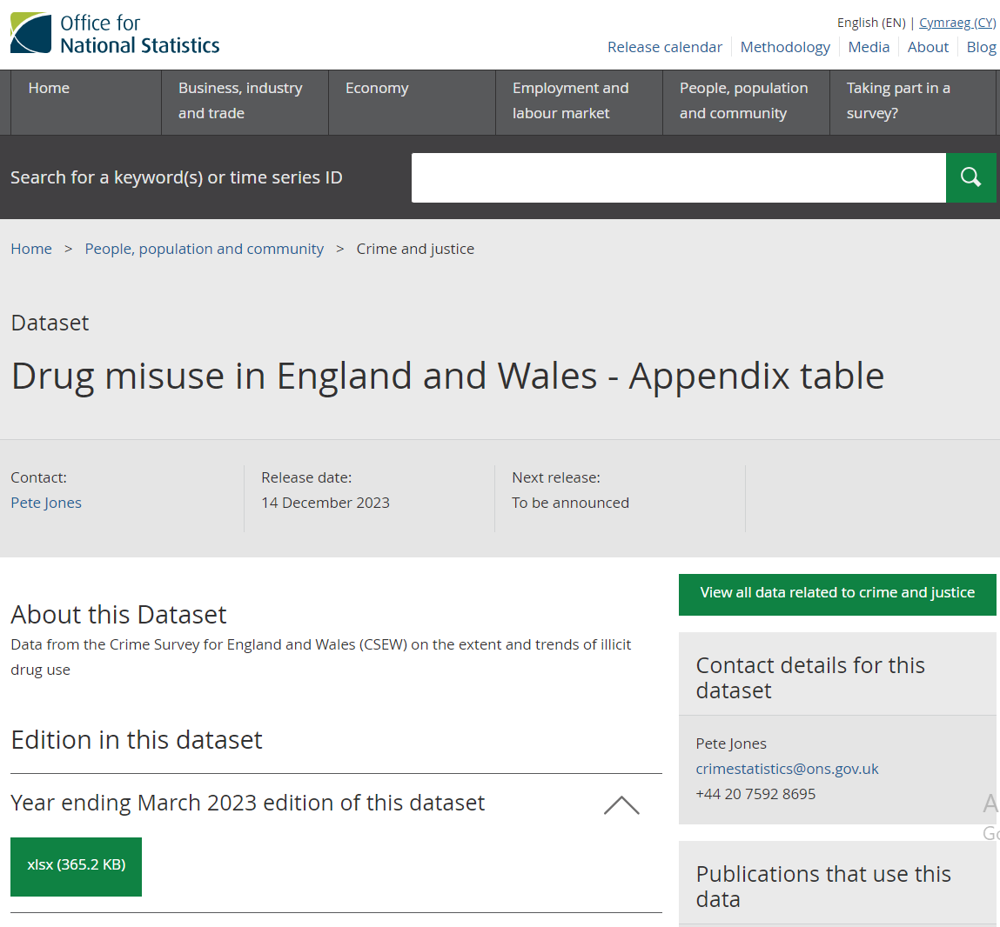 Office for
National Statistics
English (EN) | Cymraeg (CY)
Release calendar
Methodology
Media
About
Blog
Home
Business, industry
and trade
Economy
Employment and
labour market
People, population
and community
Taking part in a
survey?
Search for a keyword(s) or time series ID
Home > People, population and community > Crime and justice
Dataset
Drug misuse in England and Wales - Appendix table
Contact:
Pete Jones
Release date:
14 December 2023
Next release:
To be announced
About this Dataset
Data from the Crime Survey for England and Wales (CSEW) on the extent and trends of illicit
drug use
Edition in this dataset
Year ending March 2023 edition of this dataset
xlsx (365.2 KB)
View all data related to crime and justice
Contact details for this
dataset
Pete Jones
crimestatistics@ons.gov.uk
+44 20 7592 8695
Publications that use this
data